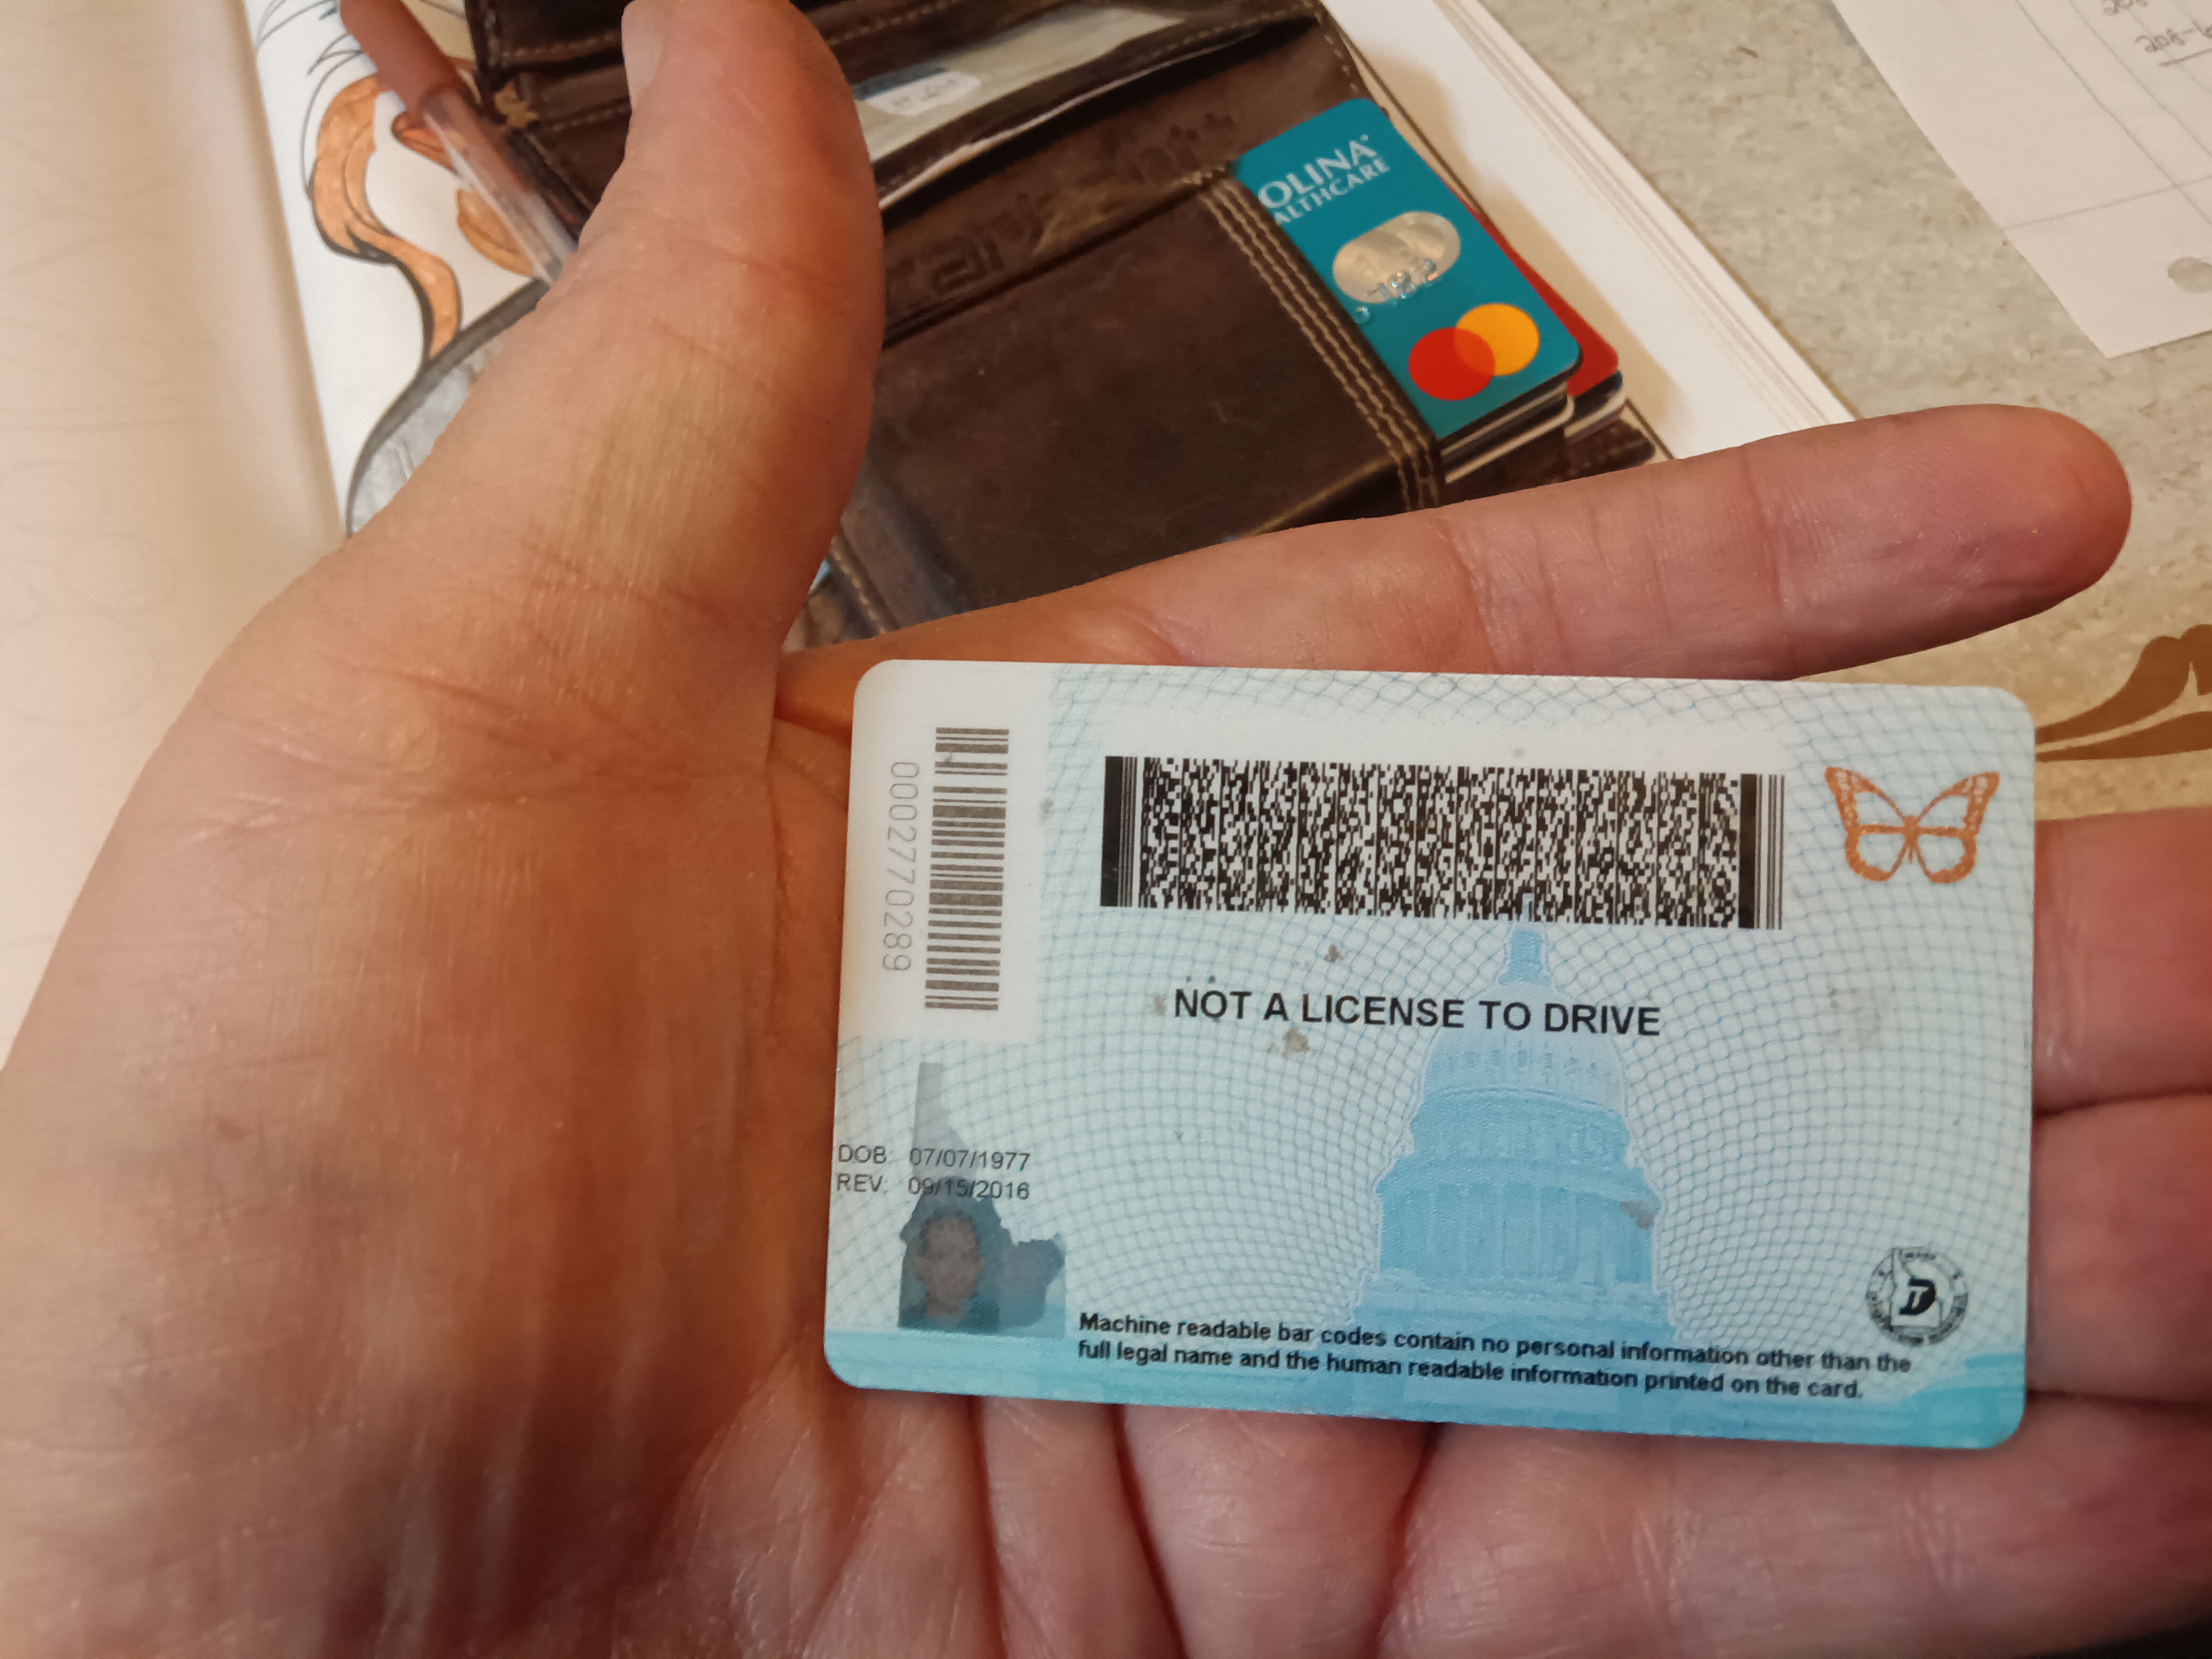 OLINA
ALTHCARE
0002770289
NOT A LICENSE TO DRIVE
DOB: 07/07/1977
REV: 09/15/2016
Machine readable bar codes contain no personal information other than the
full legal name and the human readable information printed on the card.